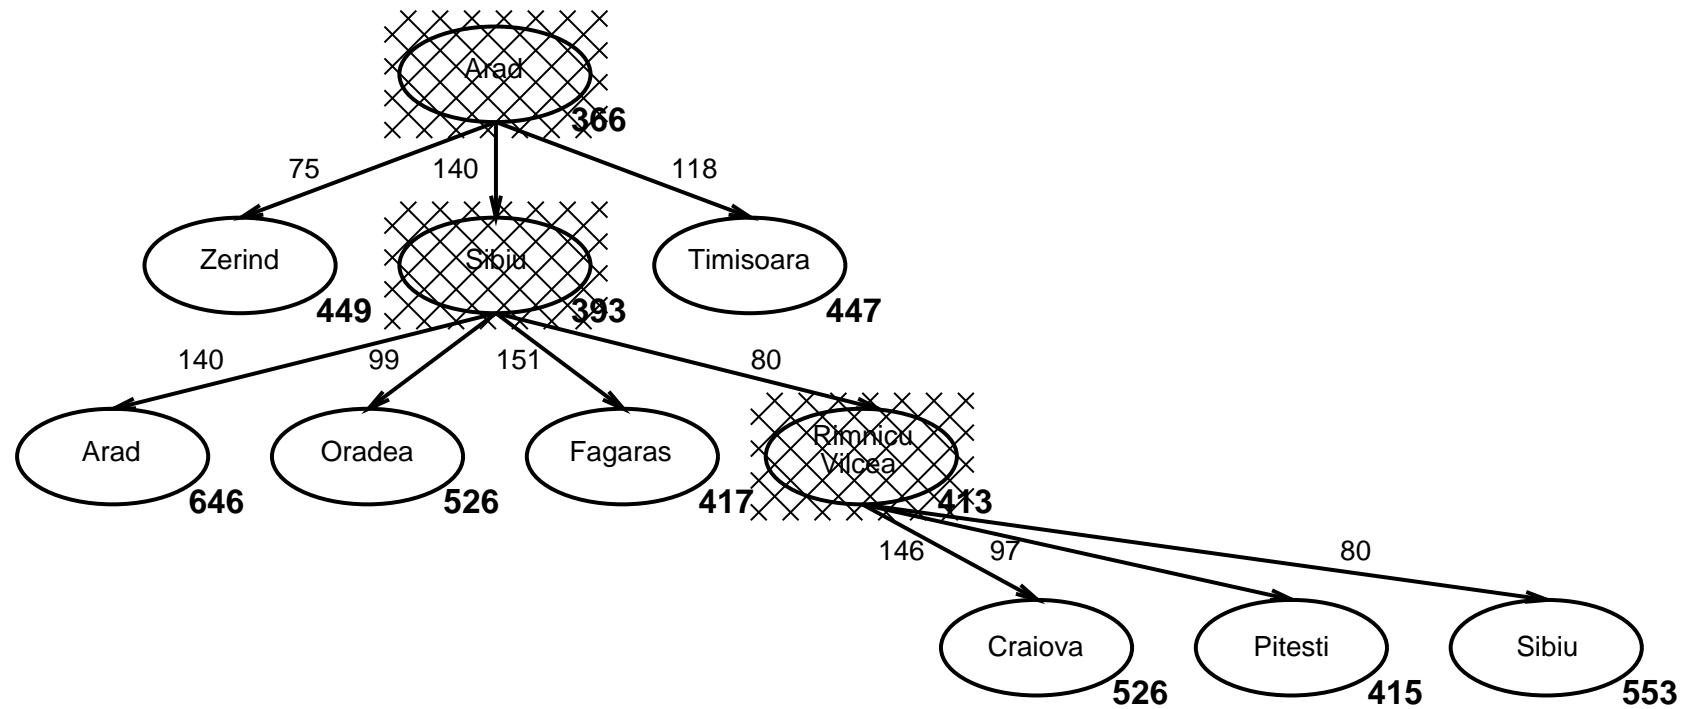 Arad
366
75
140
118
Zerind
Sibiu
Timisoara
449
393
447
140
99
151
80
Arad
Oradea
Fagaras
Rimnicu
Vilcea
646
526
417
413
146
97
80
Craiova
Pitesti
Sibiu
526
415
553